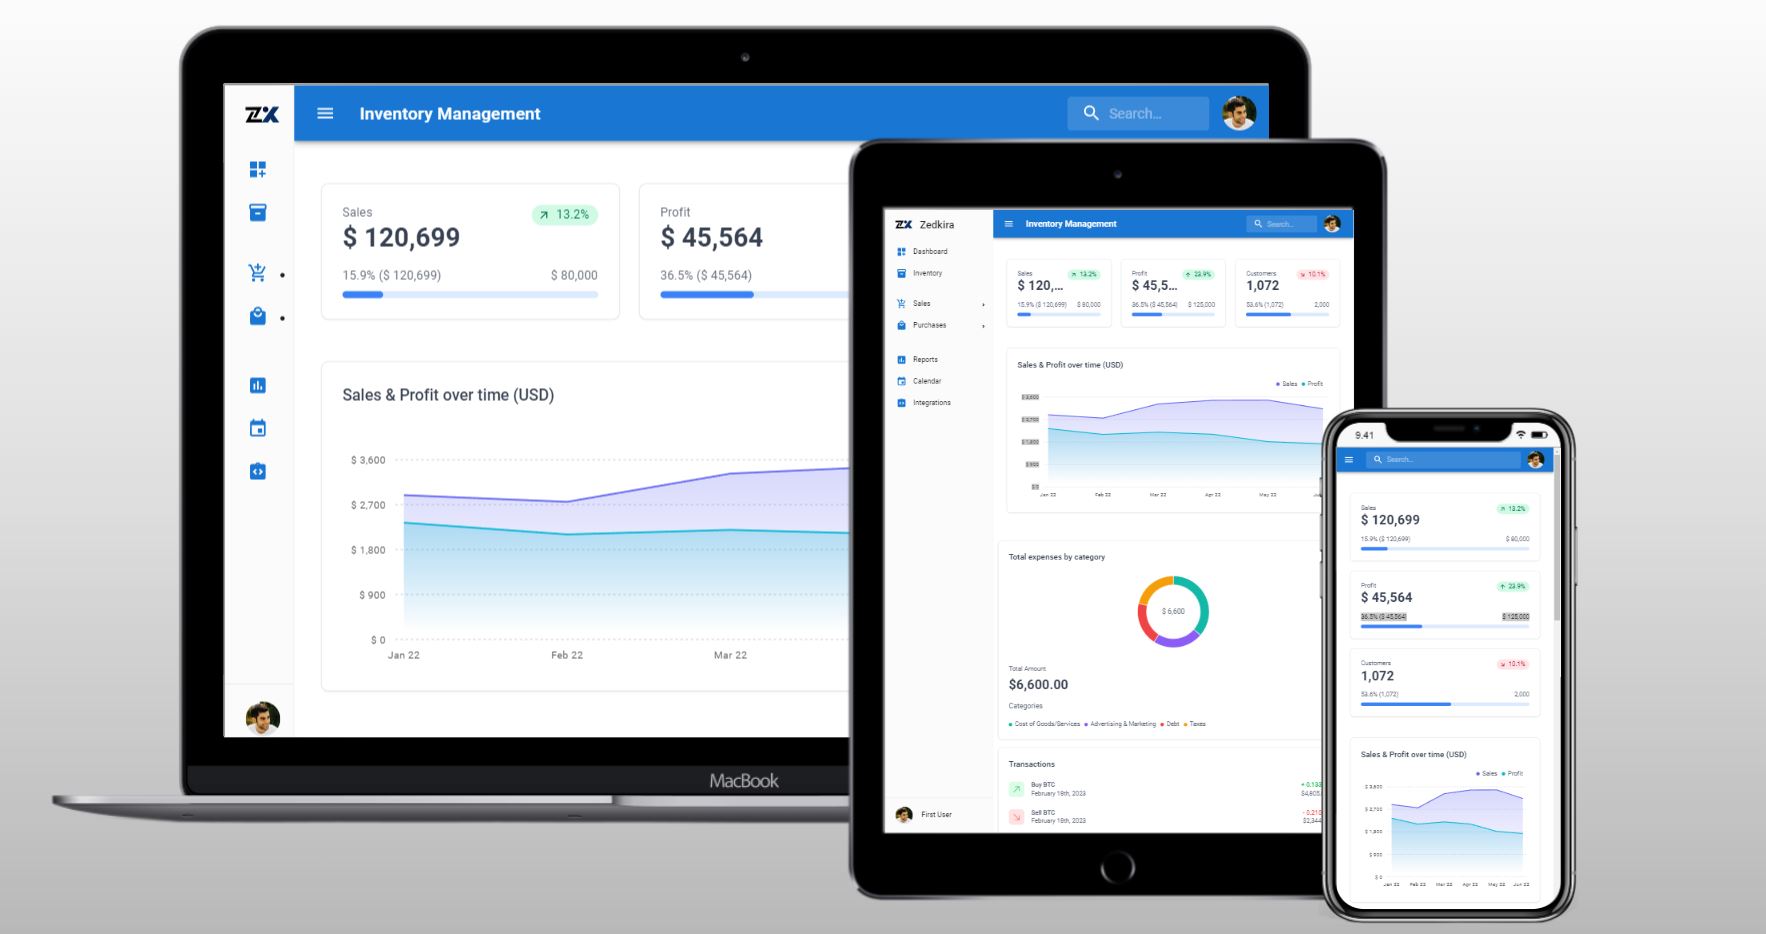 ZX
Inventory Management
Search...
Sales
13.2%
$ 120,699
15.9% ($ 120,699)
$ 80,000
Profit
$ 45,564
36.5% ($ 45,564)
Sales & Profit over time (USD)
$ 3,600
$ 2,700
$ 1,800
$ 900
$ 0
Jan 22
Feb 22
Mar 22
MacBook
ZX Zedkira
Inventory Management
Search...
Dashboard
Inventory
Sales
Purchases
Reports
Calendar
Integrations
First User
Sales
13.2%
$ 120,...
15.9% ($ 120,699)
$ 80,000
Profit
23.9%
$ 45,5...
36.5% ($ 45,564)
$ 125,000
Customers
10.1%
1,072
53.6% (1,072)
2,000
Sales & Profit over time (USD)
Sales Profit
$ 3,600
$ 2,700
$ 1,800
$ 900
$ 0
Jan 22
Feb 22
Mar 22
Apr 22
May 22
Total expenses by category
$ 6,600
Total Amount
$6,600.00
Categories
Cost of Goods/Services Advertising & Marketing Debt Taxes
Transactions
Buy BTC
February 18th, 2023
Sell BTC
February 19th, 2023
9.41
Search...
Sales
13.2%
$ 120,699
15.9% ($ 120,699)
$ 80,000
Profit
23.9%
$ 45,564
36.5% ($ 45,564)
$ 125,000
Customers
10.1%
1,072
53.6% (1,072)
2,000
Sales & Profit over time (USD)
Sales Profit
$ 3,600
$ 2,700
$ 1,800
$ 900
$ 0
Jan 22
Feb 22
Mar 22
Apr 22
May 22
Jun 22